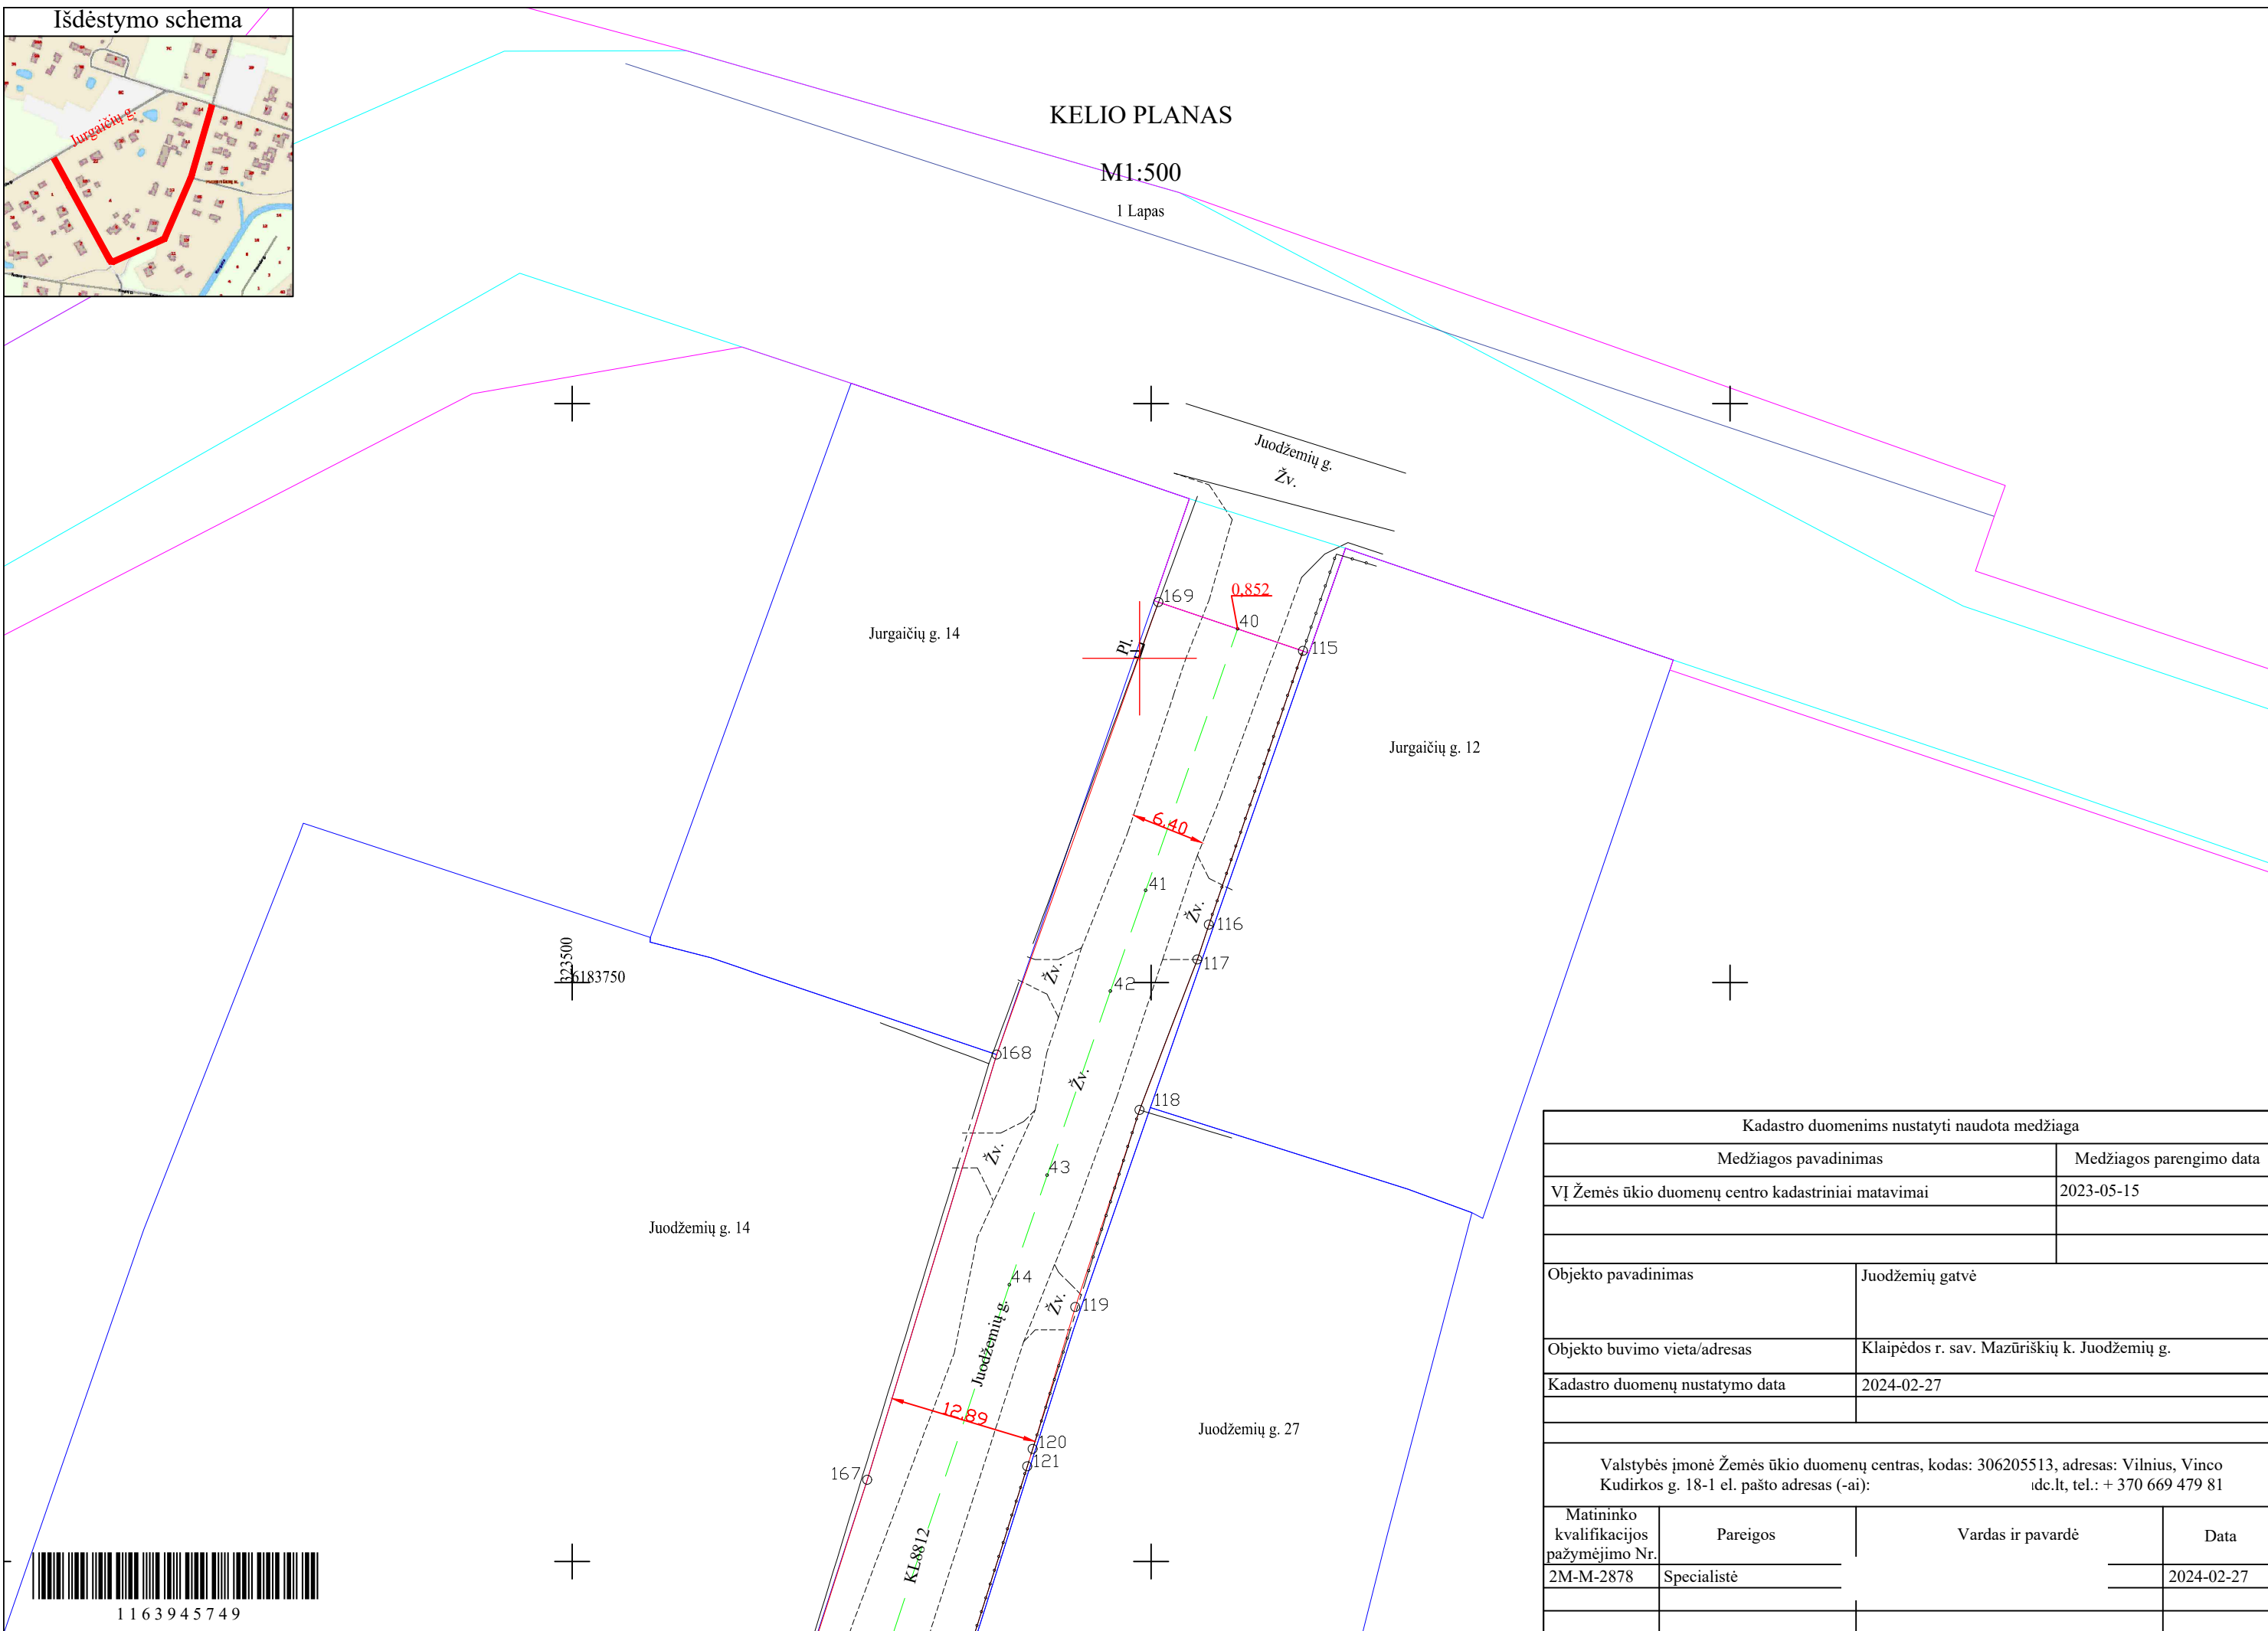 Išdėstymo schema
Jurgaičių g.
KELIO PLANAS
M1:500
1 Lapas
Juodžemių g.
Žv.
169
0,852
40
115
Pl.
Jurgaičių g. 14
Jurgaičių g. 12
6,40
41
Žv.
116
117
323500
6183750
Žv.
42
168
Žv.
118
Žv.
43
Juodžemių g. 14
44
Žv.
119
Juodžemių g.
12,89
120
121
167
Juodžemių g. 27
KL8812
1163945749
Kadastro duomenims nustatyti naudota medžiaga
Medžiagos pavadinimas Medžiagos parengimo data
VĮ Žemės ūkio duomenų centro kadastriniai matavimai 2023-05-15
Objekto pavadinimas Juodžemių gatvė
Objekto buvimo vieta/adresas Klaipėdos r. sav. Mazūriškių k. Juodžemių g.
Kadastro duomenų nustatymo data 2024-02-27
Valstybės įmonė Žemės ūkio duomenų centras, kodas: 306205513, adresas: Vilnius, Vinco
Kudirkos g. 18-1 el. pašto adresas (-ai): dc.lt, tel.: + 370 669 479 81
Matininko
kvalifikacijos
pažymėjimo Nr.
Pareigos Vardas ir pavardė Data
2M-M-2878 Specialistė 2024-02-27